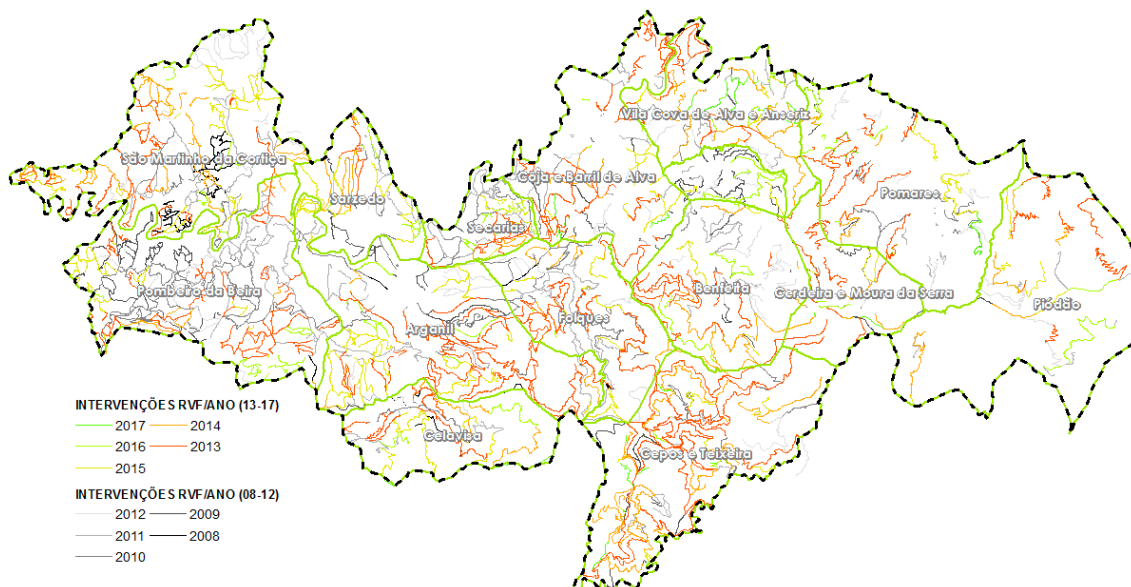 Vila Cova de Alva e Anseriz
São Martinho da Cortiça
Coja e Barril de Alva
Sarzedo
Pomares
Secarias
Pombeiro da Beira
Benfeita
Cerdeira e Moura da Serra
Piódão
Folques
Arganil
Celavisa
Cepos e Teixeira
INTERVENÇÕES RVF/ANO (13-17)
2017 2014
2016 2013
2015
INTERVENÇÕES RVF/ANO (08-12)
2012 2009
2011 2008
2010